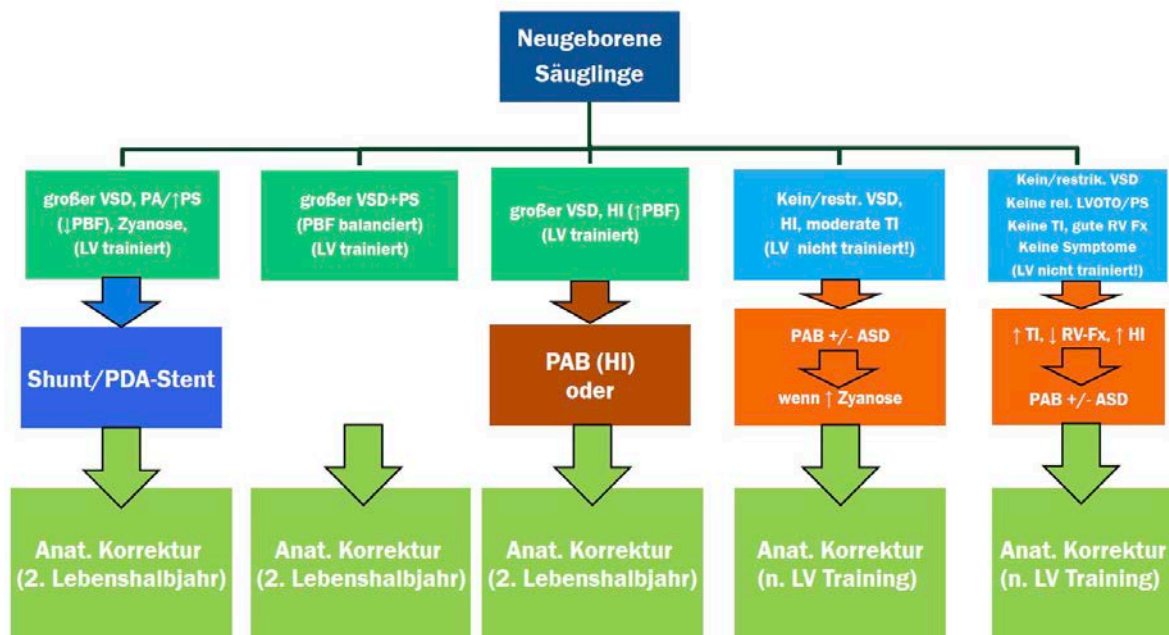 Neugeborene
Säuglinge
großer VSD, PA/↑PS
(↓PBF), Zyanose,
(LV trainiert)
großer VSD+PS
(PBF balanciert)
(LV trainiert)
großer VSD, HI (↑PBF)
(LV trainiert)
Kein/restr. VSD,
HI, moderate TI
(LV nicht trainiert!)
Kein/restrik. VSD
Keine rel. LVOTO/PS
Keine TI, gute RV Fx
Keine Symptome
(LV nicht trainiert!)
Shunt/PDA-Stent
PAB (HI)
oder
PAB +/- ASD
wenn ↑ Zyanose
↑ TI, ↓ RV-Fx, ↑ HI
PAB +/- ASD
Anat. Korrektur
(2. Lebenshalbjahr)
Anat. Korrektur
(2. Lebenshalbjahr)
Anat. Korrektur
(2. Lebenshalbjahr)
Anat. Korrektur
(n. LV Training)
Anat. Korrektur
(n. LV Training)